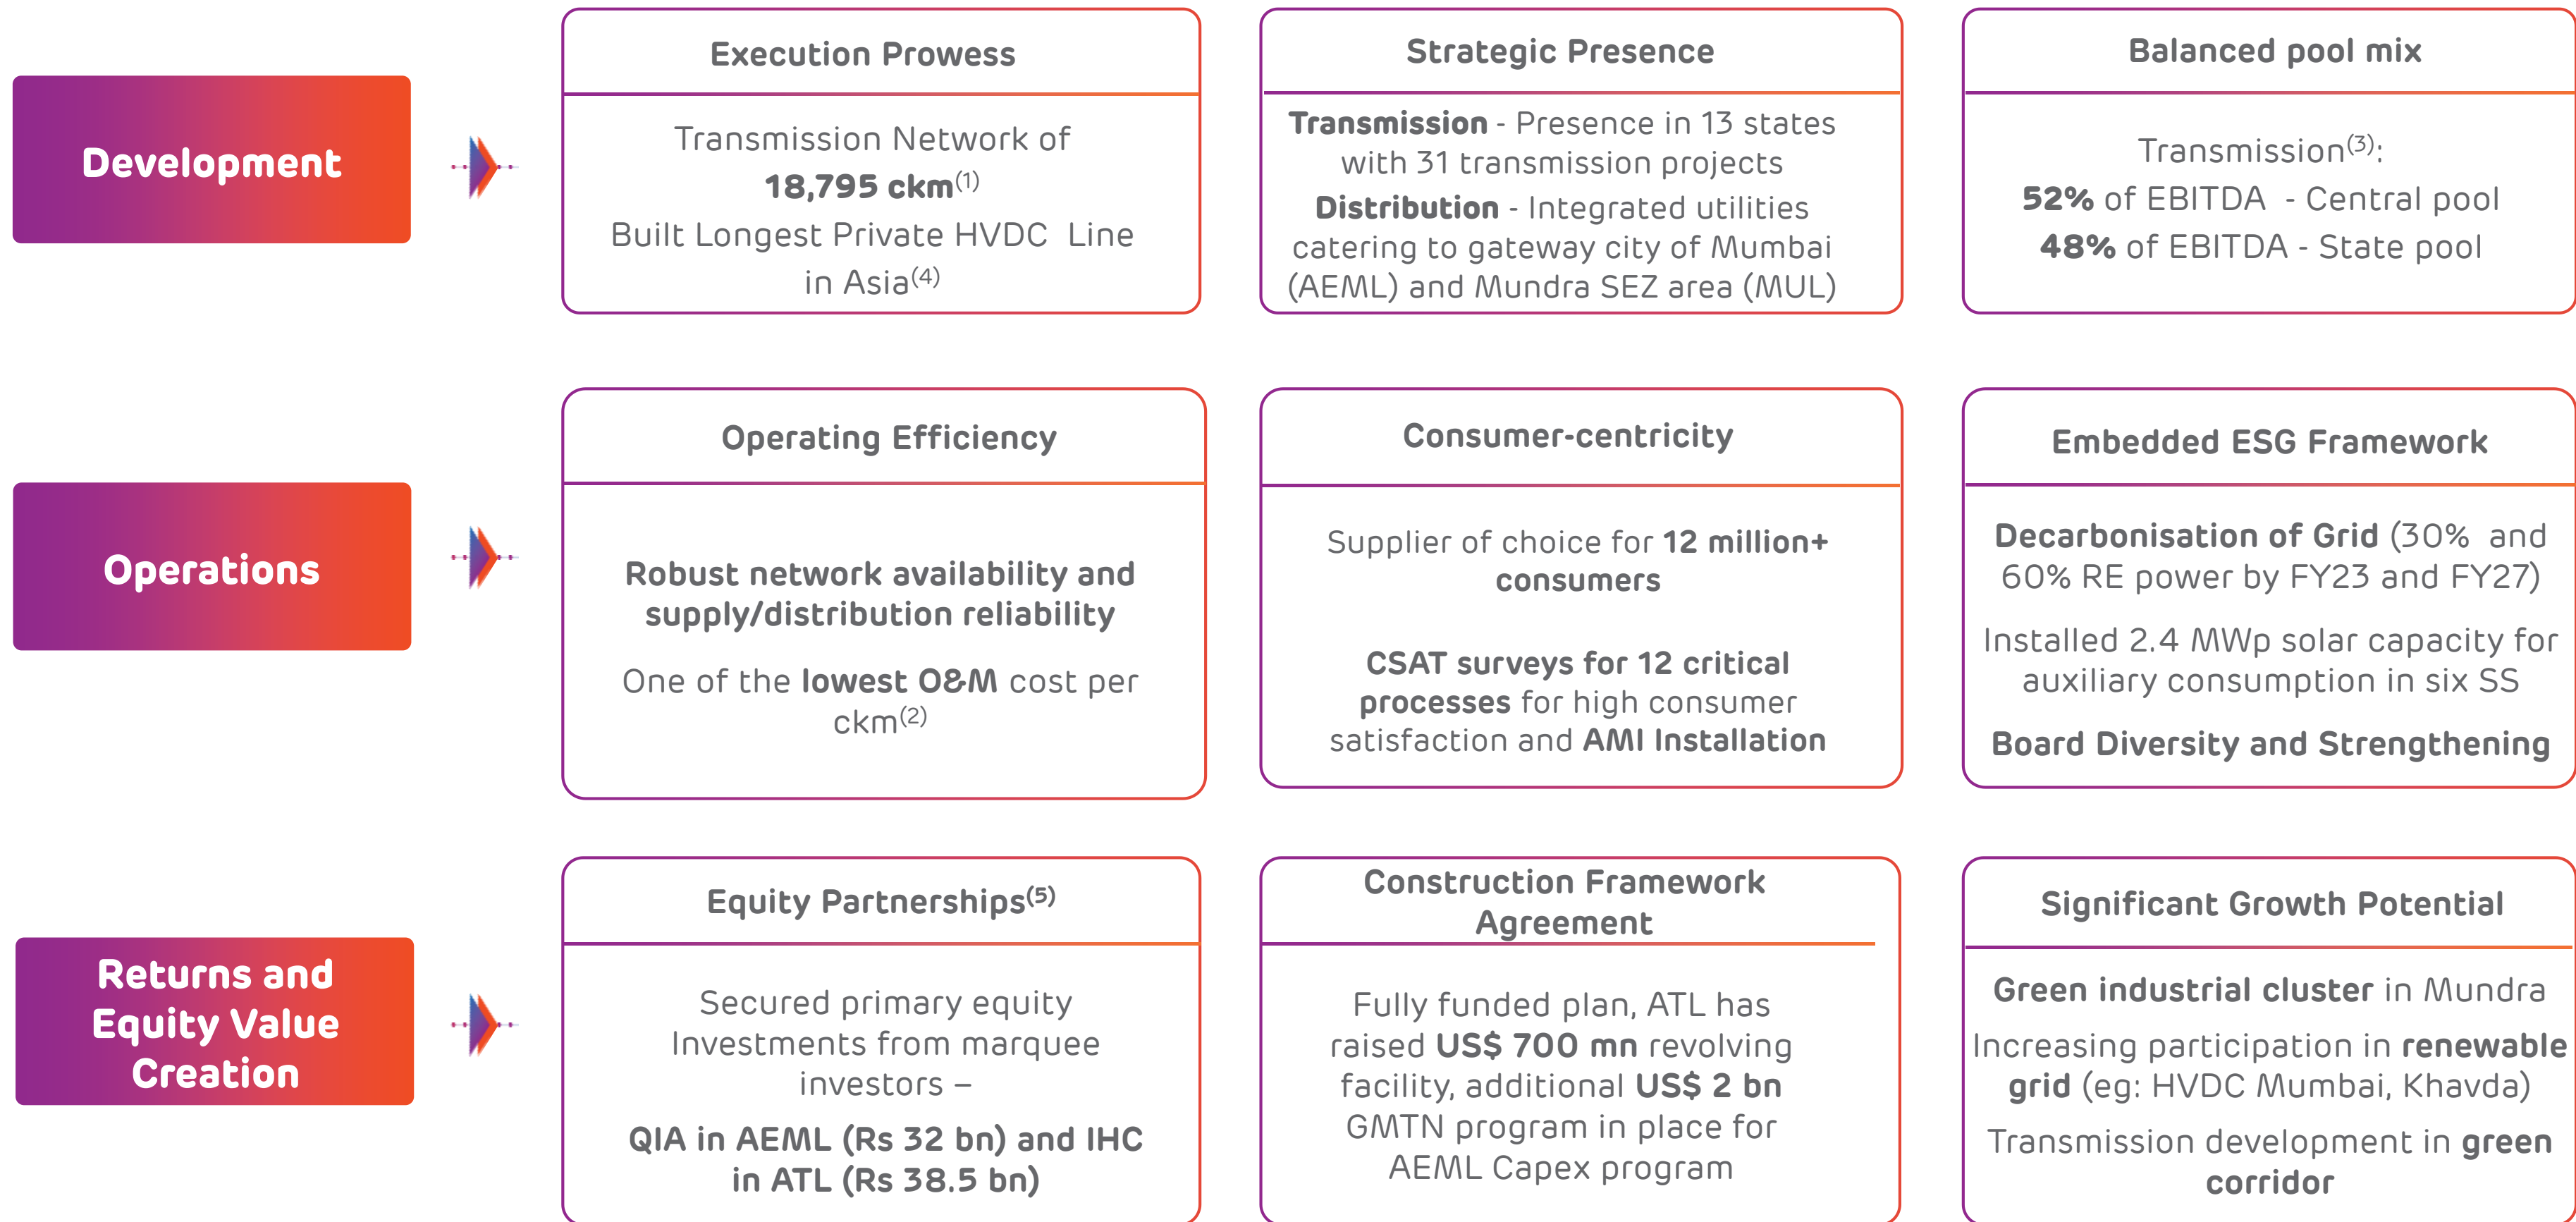 Development
Execution Prowess
Transmission Network of
18,795 ckm(1)
Built Longest Private HVDC Line
in Asia(4)
Strategic Presence
Transmission - Presence in 13 states
with 31 transmission projects
Distribution - Integrated utilities
catering to gateway city of Mumbai
(AEML) and Mundra SEZ area (MUL)
Balanced pool mix
Transmission(3):
52% of EBITDA - Central pool
48% of EBITDA - State pool
Operations
Operating Efficiency
Robust network availability and
supply/distribution reliability
One of the lowest O&M cost per
ckm(2)
Consumer-centricity
Supplier of choice for 12 million+
consumers
CSAT surveys for 12 critical
processes for high consumer
satisfaction and AMI Installation
Embedded ESG Framework
Decarbonisation of Grid (30% and
60% RE power by FY23 and FY27)
Installed 2.4 MWp solar capacity for
auxiliary consumption in six SS
Board Diversity and Strengthening
Returns and
Equity Value
Creation
Equity Partnerships(5)
Secured primary equity
Investments from marquee
investors –
QIA in AEML (Rs 32 bn) and IHC
in ATL (Rs 38.5 bn)
Construction Framework
Agreement
Fully funded plan, ATL has
raised US$ 700 mn revolving
facility, additional US$ 2 bn
GMTN program in place for
AEML Capex program
Significant Growth Potential
Green industrial cluster in Mundra
Increasing participation in renewable
grid (eg: HVDC Mumbai, Khavda)
Transmission development in green
corridor